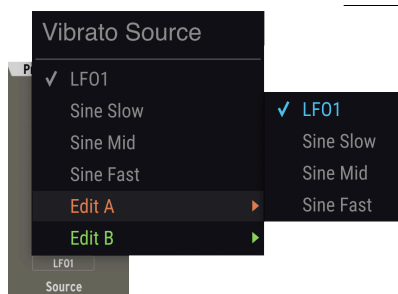 Vibrato Source
LFO1
Sine Slow
Sine Mid
Sine Fast
Edit A
Edit B
LFO1
Sine Slow
Sine Mid
Sine Fast
LFO1
Source